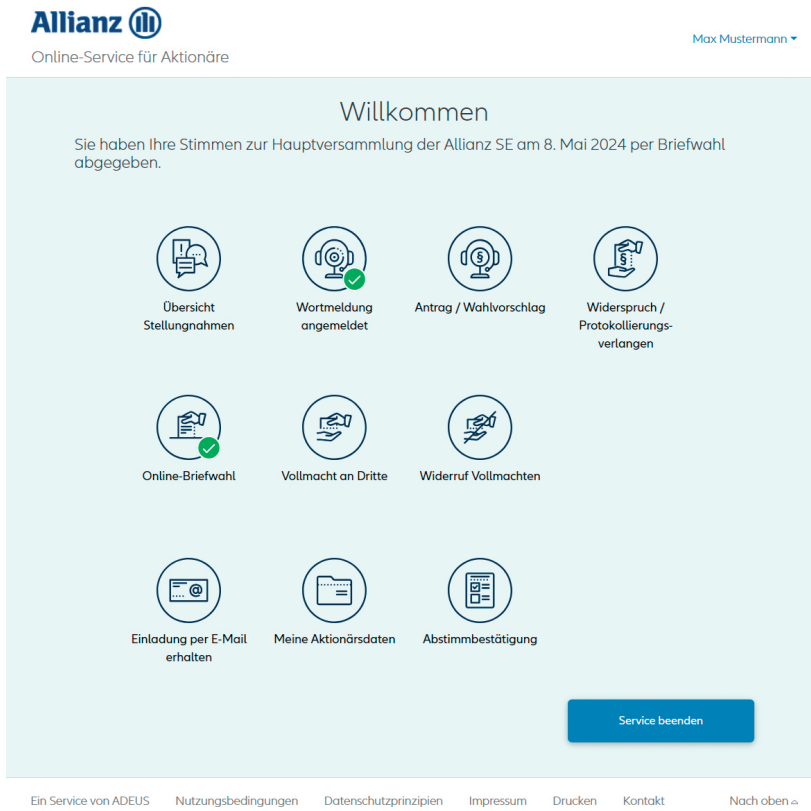 Allianz
Online-Service für Aktionäre
Max Mustermann
Willkommen
Sie haben Ihre Stimmen zur Hauptversammlung der Allianz SE am 8. Mai 2024 per Briefwahl
abgegeben.
Übersicht
Stellungnahmen
Wortmeldung
angemeldet
Antrag / Wahlvorschlag
Widerspruch /
Protokollierungs-
verlangen
Online-Briefwahl
Vollmacht an Dritte
Widerruf Vollmachten
Einladung per E-Mail
erhalten
Meine Aktionärsdaten
Abstimmbestätigung
Service beenden
Ein Service von ADEUS Nutzungsbedingungen Datenschutzprinzipien Impressum Drucken Kontakt Nach oben